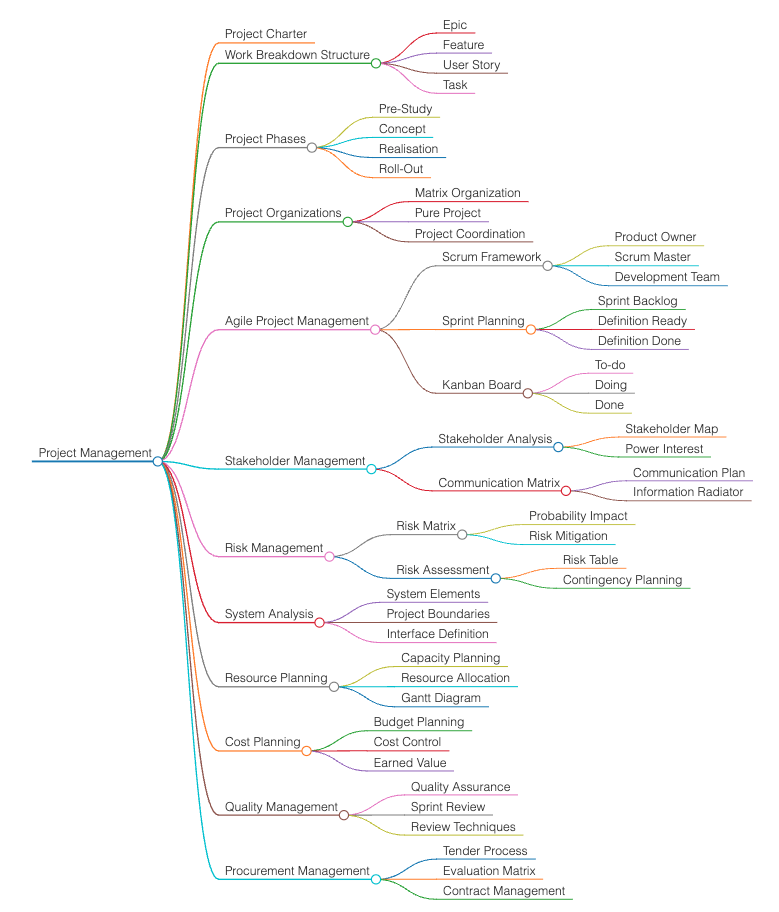 Project Management
Project Charter
Work Breakdown Structure
Epic
Feature
User Story
Task
Project Phases
Pre-Study
Concept
Realisation
Roll-Out
Project Organizations
Matrix Organization
Pure Project
Project Coordination
Agile Project Management
Scrum Framework
Product Owner
Scrum Master
Development Team
Sprint Planning
Sprint Backlog
Definition Ready
Definition Done
Kanban Board
To-do
Doing
Done
Stakeholder Management
Stakeholder Analysis
Stakeholder Map
Power Interest
Communication Matrix
Communication Plan
Information Radiator
Risk Management
Risk Matrix
Probability Impact
Risk Mitigation
Risk Assessment
Risk Table
Contingency Planning
System Analysis
System Elements
Project Boundaries
Interface Definition
Resource Planning
Capacity Planning
Resource Allocation
Gantt Diagram
Cost Planning
Budget Planning
Cost Control
Earned Value
Quality Management
Quality Assurance
Sprint Review
Review Techniques
Procurement Management
Tender Process
Evaluation Matrix
Contract Management